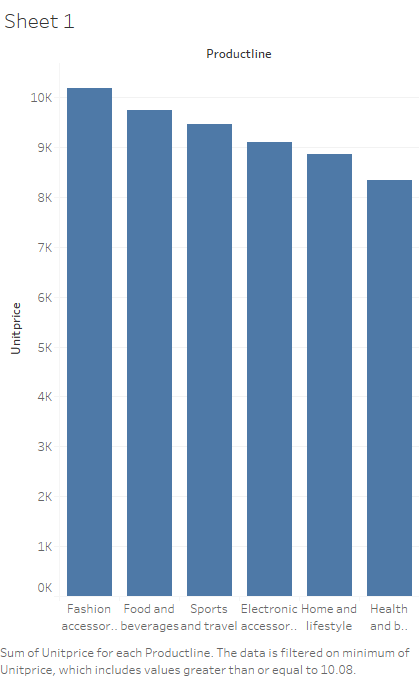 Sheet 1
Productline
10K
9K
8K
7K
6K
5K
4K
3K
2K
1K
0K
Unitprice
Fashion accessor..
Food and beverages
Sports and travel
Electronic accessor..
Home and lifestyle
Health and b..
Sum of Unitprice for each Productline. The data is filtered on minimum of
Unitprice, which includes values greater than or equal to 10.08.